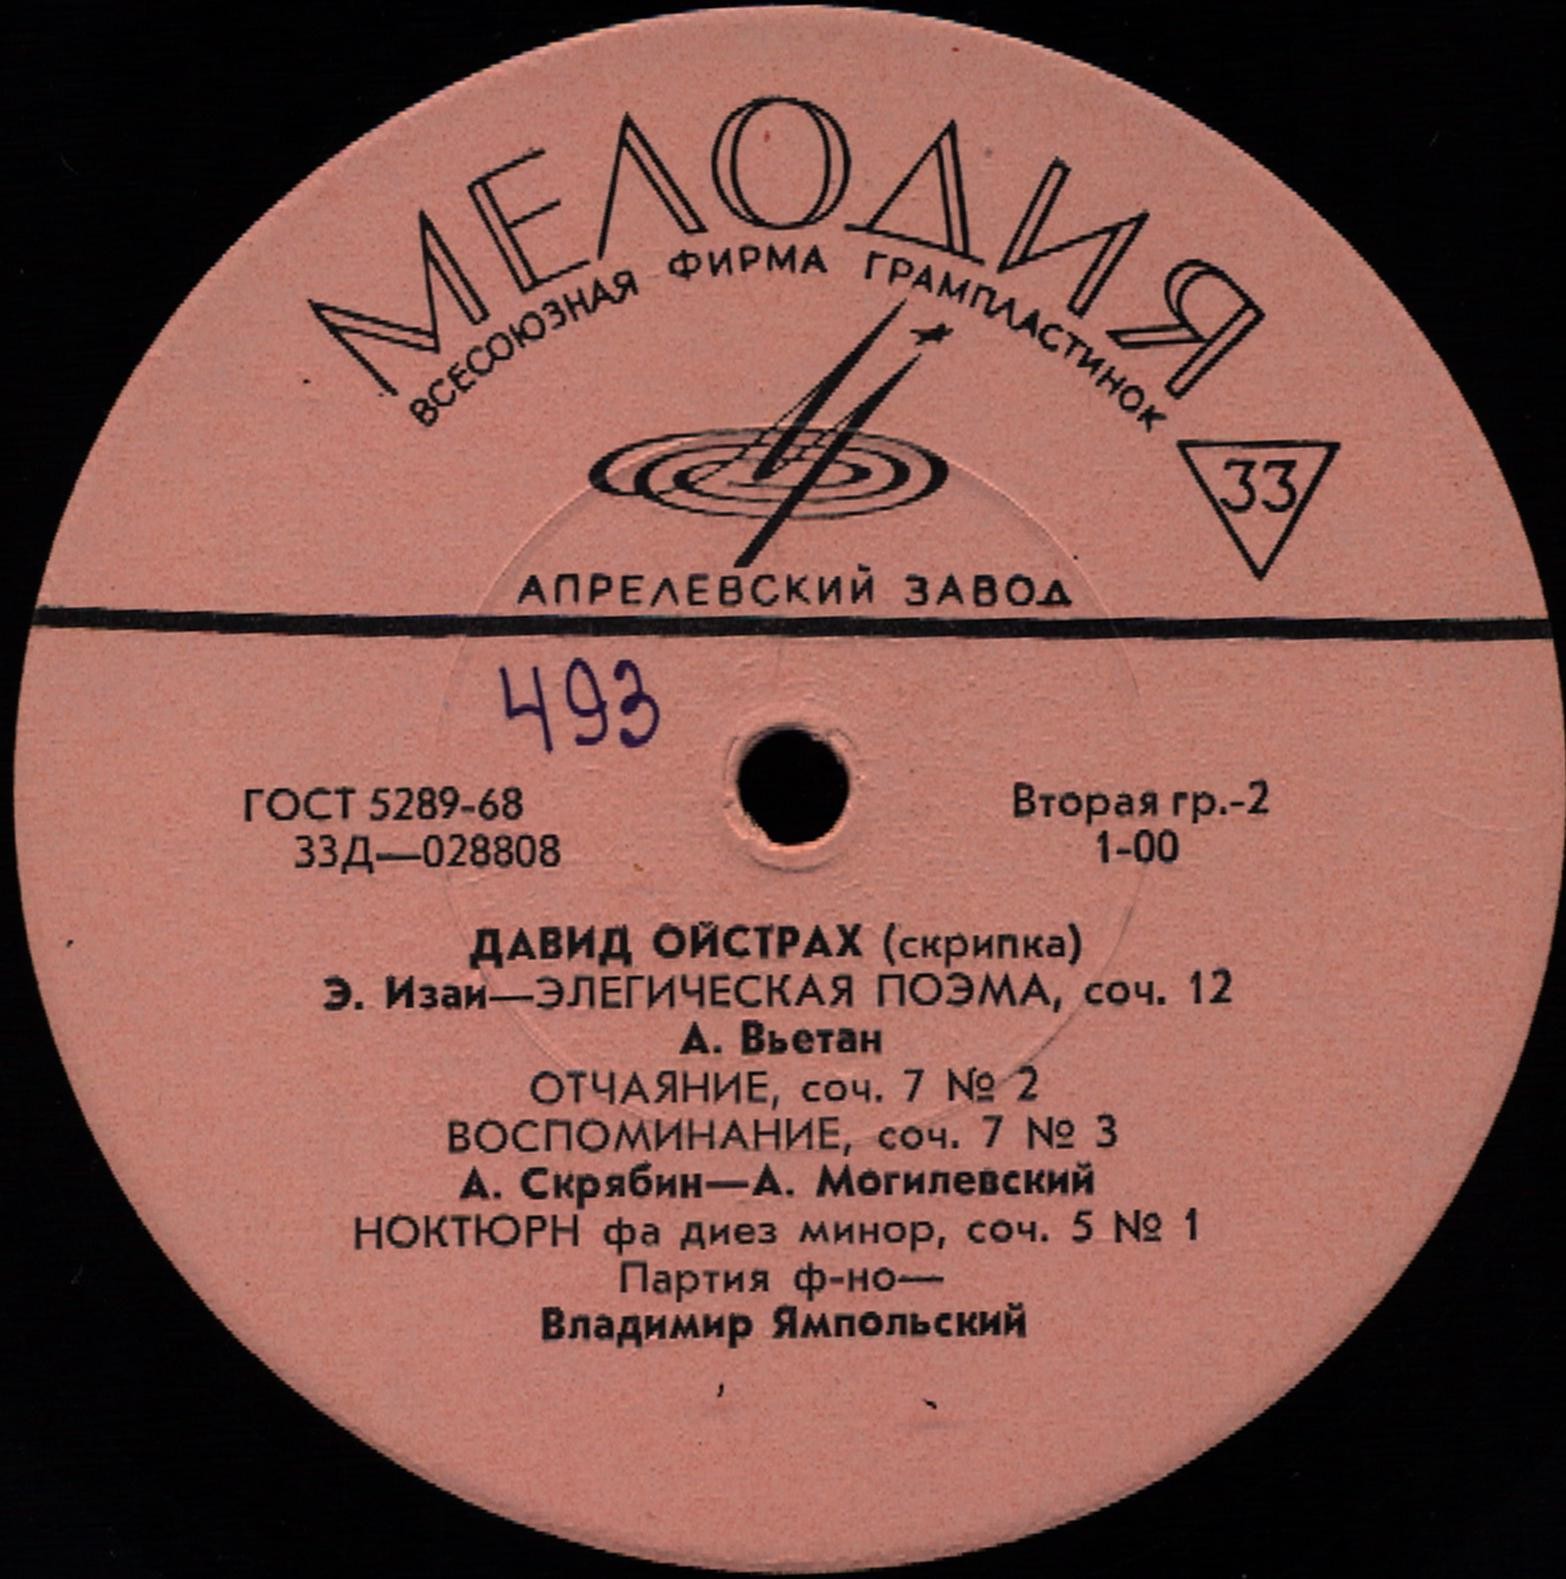 МЕЛОДИЯ
ВСЕСОЮЗНАЯ ФИРМА ГРАМПЛАСТИНОК
33
АПРЕЛЕВСКИЙ ЗАВОД
493
ГОСТ 5289-68
33Д—028808
Вторая гр.-2
1-00
ДАВИД ОЙСТРАХ (скрипка)
Э. Изаи—ЭЛЕГИЧЕСКАЯ ПОЭМА, соч. 12
А. Вьетан
ОТЧАЯНИЕ, соч. 7 № 2
ВОСПОМИНАНИЕ, соч. 7 № 3
А. Скрябин—А. Могилевский
НОКТЮРН фа диез минор, соч. 5 № 1
Партия ф-но—
Владимир Ямпольский